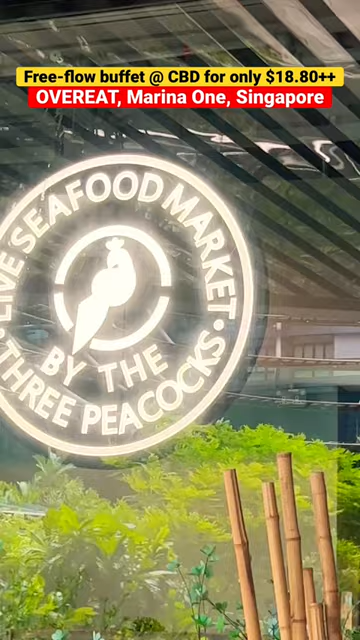 Free-flow buffet @ CBD for only $18.80++
OVEREAT, Marina One, Singapore
LIVE SEAFOOD MARKET
BY THE
THREE PEACOCKS